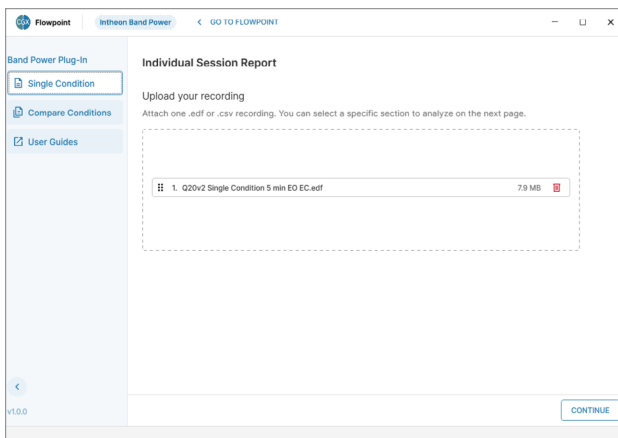 CGX Flowpoint Intheon Band Power < GO TO FLOWPOINT
Band Power Plug-In
Single Condition
Compare Conditions
User Guides
Individual Session Report
Upload your recording
Attach one .edf or .csv recording. You can select a specific section to analyze on the next page.
1. Q20v2 Single Condition 5 min EO EC.edf 7.9 MB
v1.0.0
CONTINUE